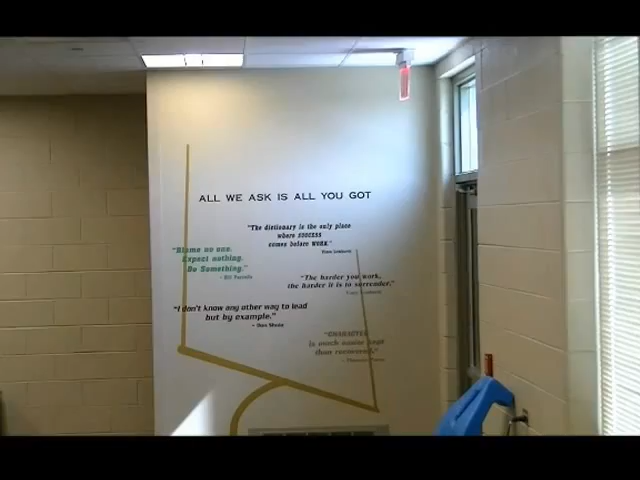 ALL WE ASK IS ALL YOU GOT
"The dictionary is the only place
where SUCCESS
comes before WORK."
"Blame no one.
Expect nothing.
Do Something."
"The harder you work,
the harder it is to surrender."
"I don't know any other way to lead
but by example."
"CHARACTER
is much easier kept
than recovered."